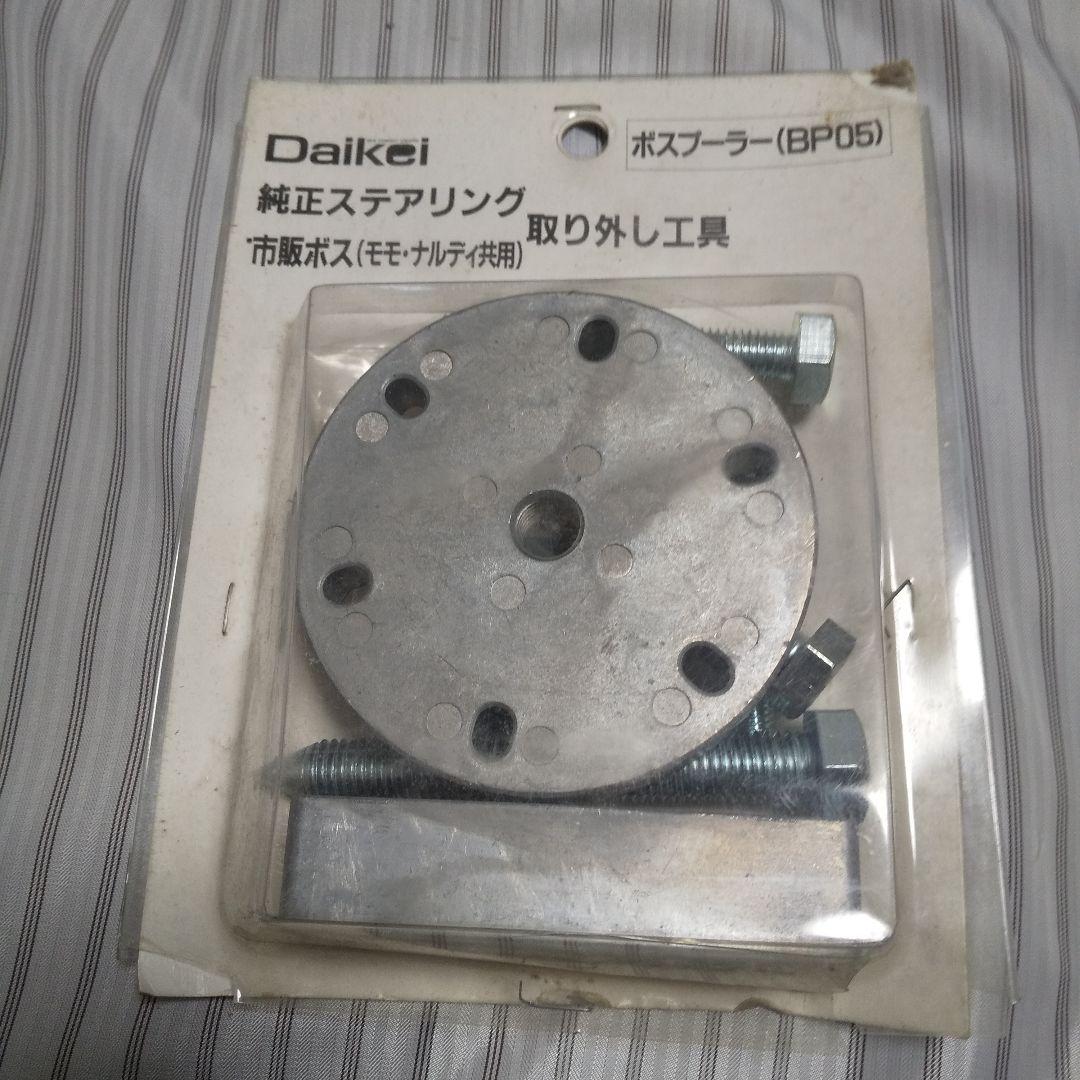 Daikei
ボスプーラー(BP05)
純正ステアリング
市販ボス(モモ・ナルディ共用)
取り外し工具